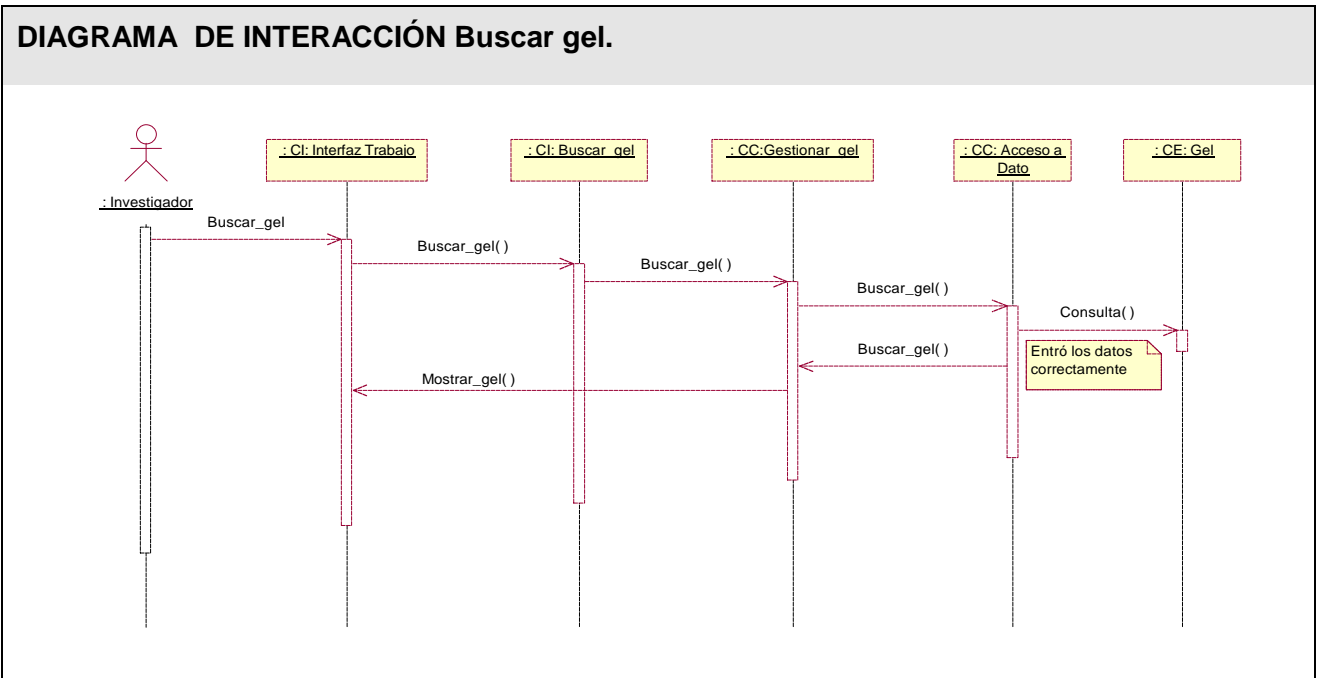 DIAGRAMA DE INTERACCIÓN Buscar gel.
: CI: Interfaz Trabajo
: CI: Buscar_gel
: CC:Gestionar_gel
: CC: Acceso a
Dato
: CE: Gel
: Investigador
Buscar_gel
Buscar_gel( )
Buscar_gel( )
Buscar_gel( )
Consulta( )
Entró los datos
correctamente
Buscar_gel( )
Mostrar_gel( )